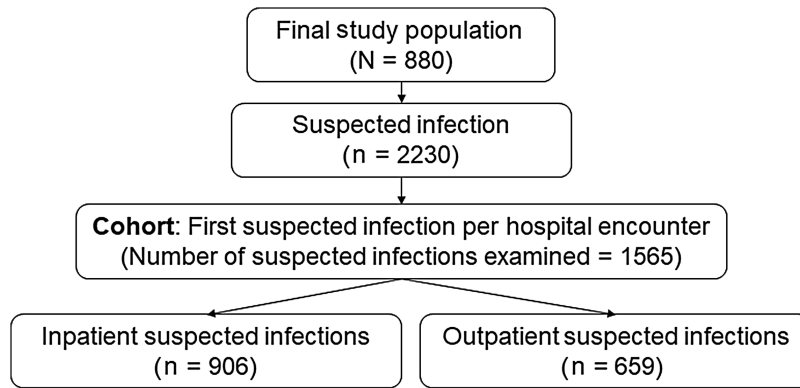 Final study population
(N = 880)
Suspected infection
(n = 2230)
Cohort: First suspected infection per hospital encounter
(Number of suspected infections examined = 1565)
Inpatient suspected infections
(n = 906)
Outpatient suspected infections
(n = 659)